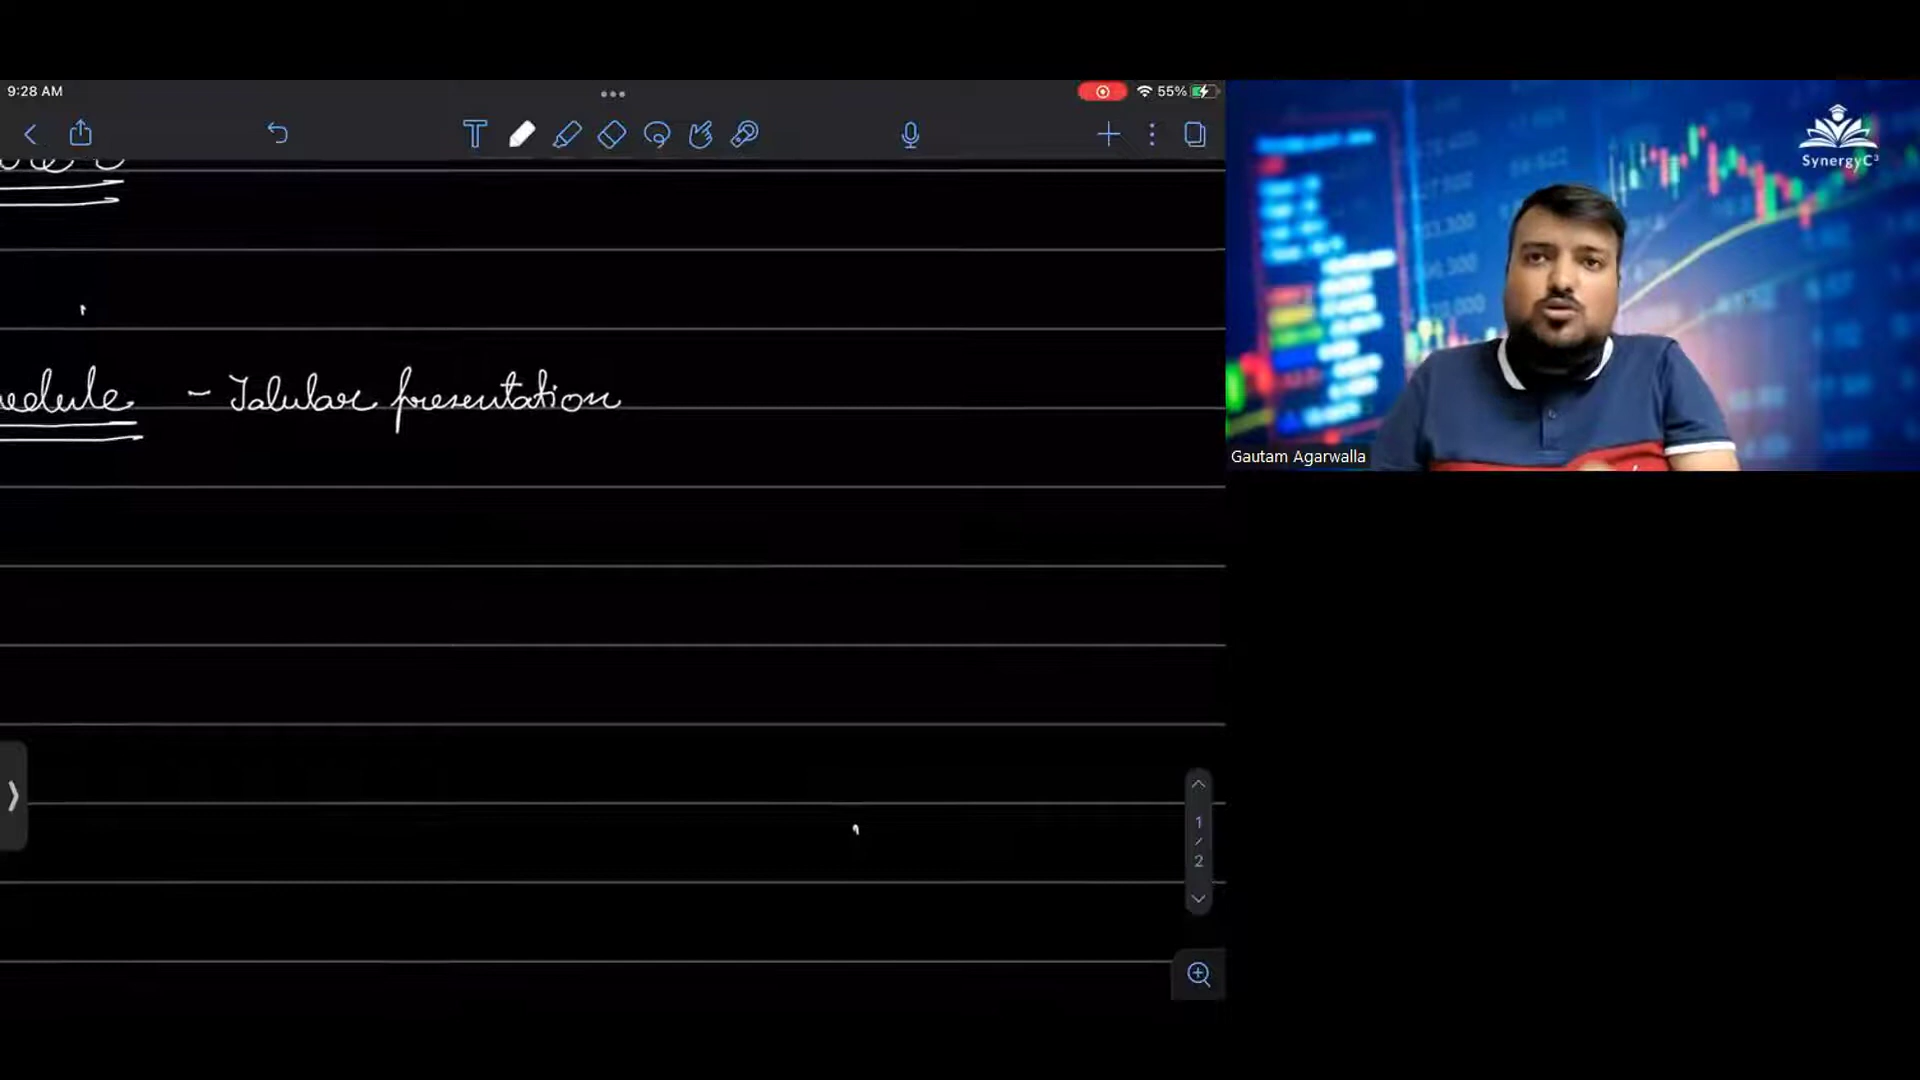 9:28 AM
55%
SynergyC³
edule - Tabular presentation
Gautam Agarwalla
1
/
2